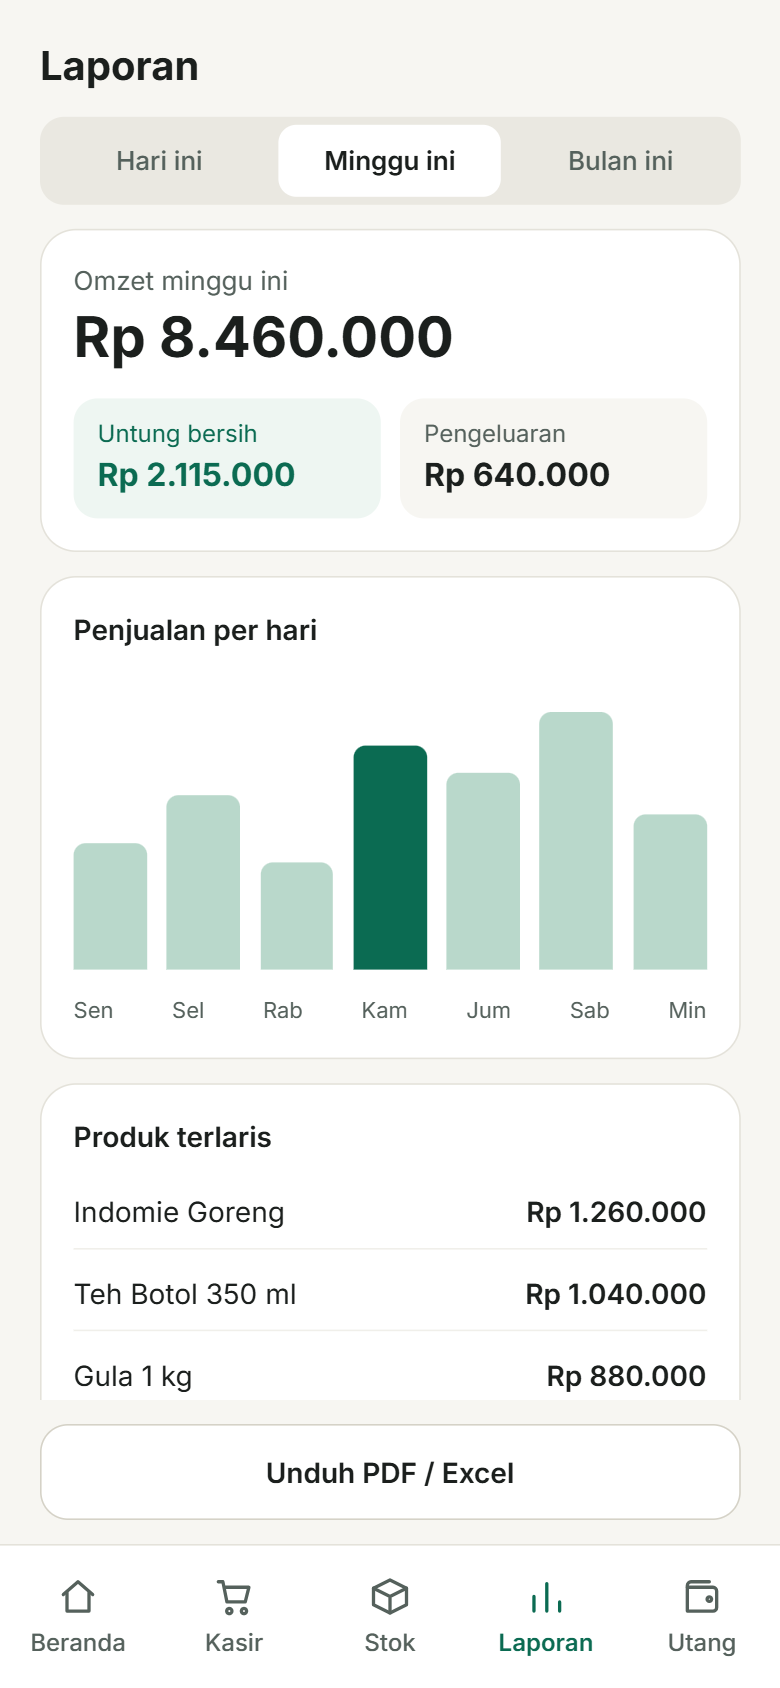 Laporan
Hari ini Minggu ini Bulan ini
Omzet minggu ini
Rp 8.460.000
Untung bersih Pengeluaran
Rp 2.115.000 Rp 640.000
Penjualan per hari
Sen Sel Rab Kam Jum Sab Min
Produk terlaris
Indomie Goreng Rp 1.260.000
Teh Botol 350 ml Rp 1.040.000
Gula 1 kg Rp 880.000
Unduh PDF / Excel
Beranda Kasir Stok Laporan Utang